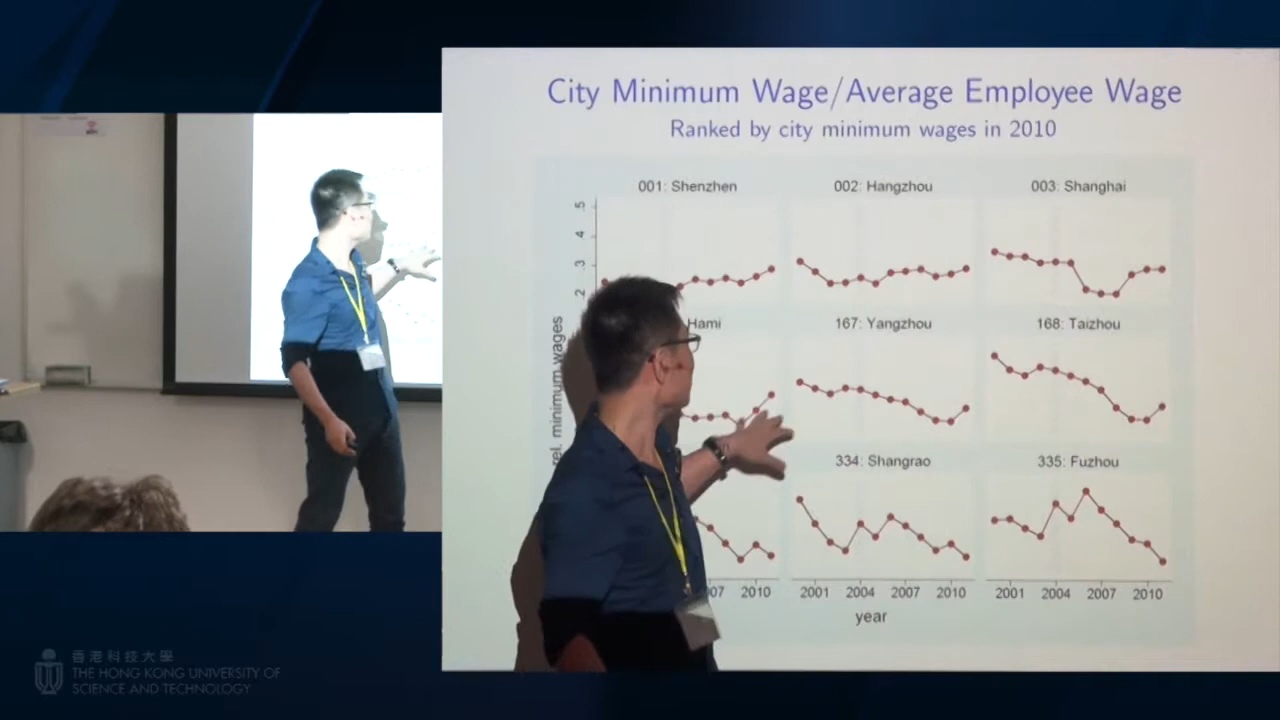 City Minimum Wage/Average Employee Wage
Ranked by city minimum wages in 2010
001: Shenzhen
002: Hangzhou
003: Shanghai
.5
.4
.3
.2
Hami
167: Yangzhou
168: Taizhou
rel. minimum wages
334: Shangrao
335: Fuzhou
07 2010
2001 2004 2007 2010
2001 2004 2007 2010
year
香港科技大學
THE HONG KONG UNIVERSITY OF
SCIENCE AND TECHNOLOGY